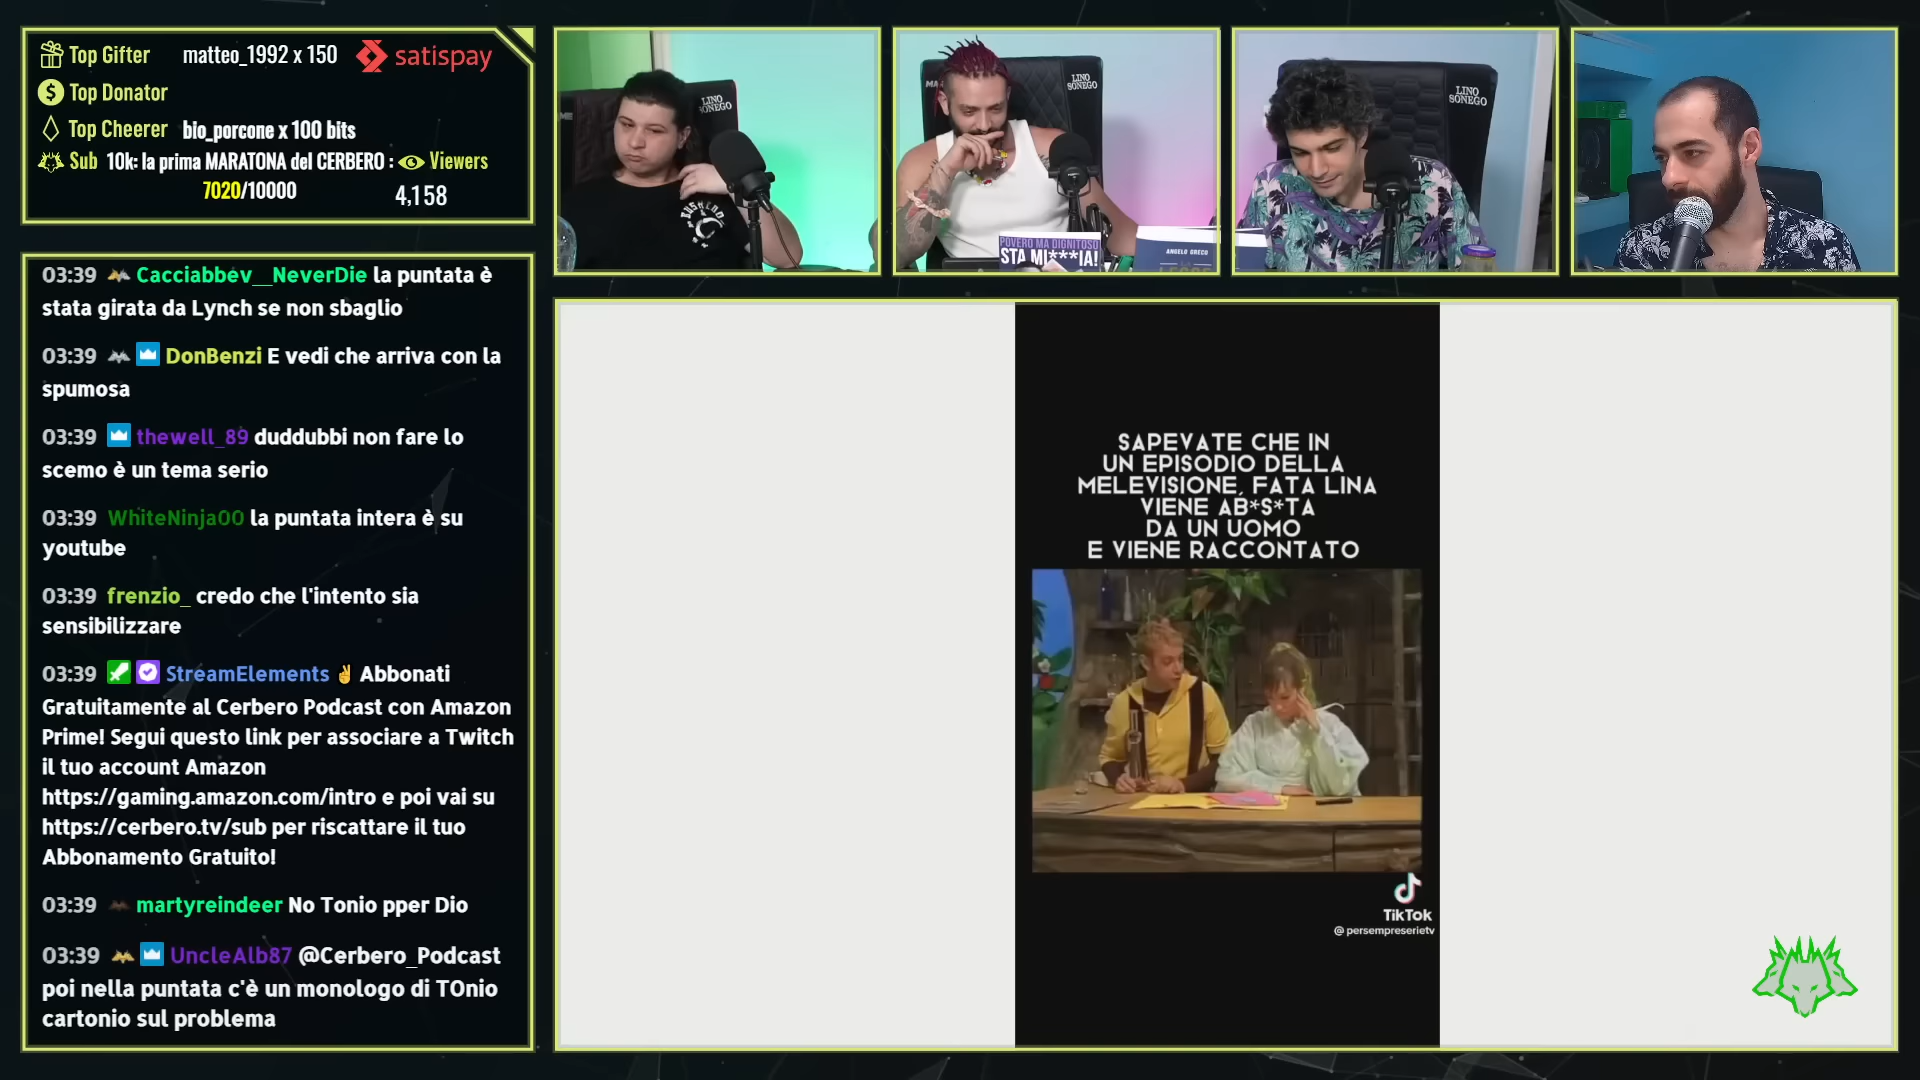 Top Gifter matteo_1992 x 150 satispay
Top Donator
Top Cheerer bio_porcone x 100 bits
Sub 10k: la prima MARATONA del CERBERO : Viewers
7020/10000 4,158
LINO
SONEGO
LINO
SONEGO
LINO
SONEGO
POVERO MA DIGNITOSO
STA MI***IA!
ANGELO GRECO
03:39 Cacciabbev__NeverDie la puntata è
stata girata da Lynch se non sbaglio
03:39 DonBenzi E vedi che arriva con la
spumosa
03:39 thewell_89 duddubbi non fare lo
scemo è un tema serio
03:39 WhiteNinja00 la puntata intera è su
youtube
03:39 frenzio_ credo che l'intento sia
sensibilizzare
03:39 StreamElements ✌ Abbonati
Gratuitamente al Cerbero Podcast con Amazon
Prime! Segui questo link per associare a Twitch
il tuo account Amazon
https://gaming.amazon.com/intro e poi vai su
https://cerbero.tv/sub per riscattare il tuo
Abbonamento Gratuito!
03:39 martyreindeer No Tonio pper Dio
03:39 UncleAlb87 @Cerbero_Podcast
poi nella puntata c'è un monologo di TOnio
cartonio sul problema
SAPEVATE CHE IN
UN EPISODIO DELLA
MELEVISIONE, FATA LINA
VIENE AB*S*TA
DA UN UOMO
E VIENE RACCONTATO
TikTok
@persempreserietv